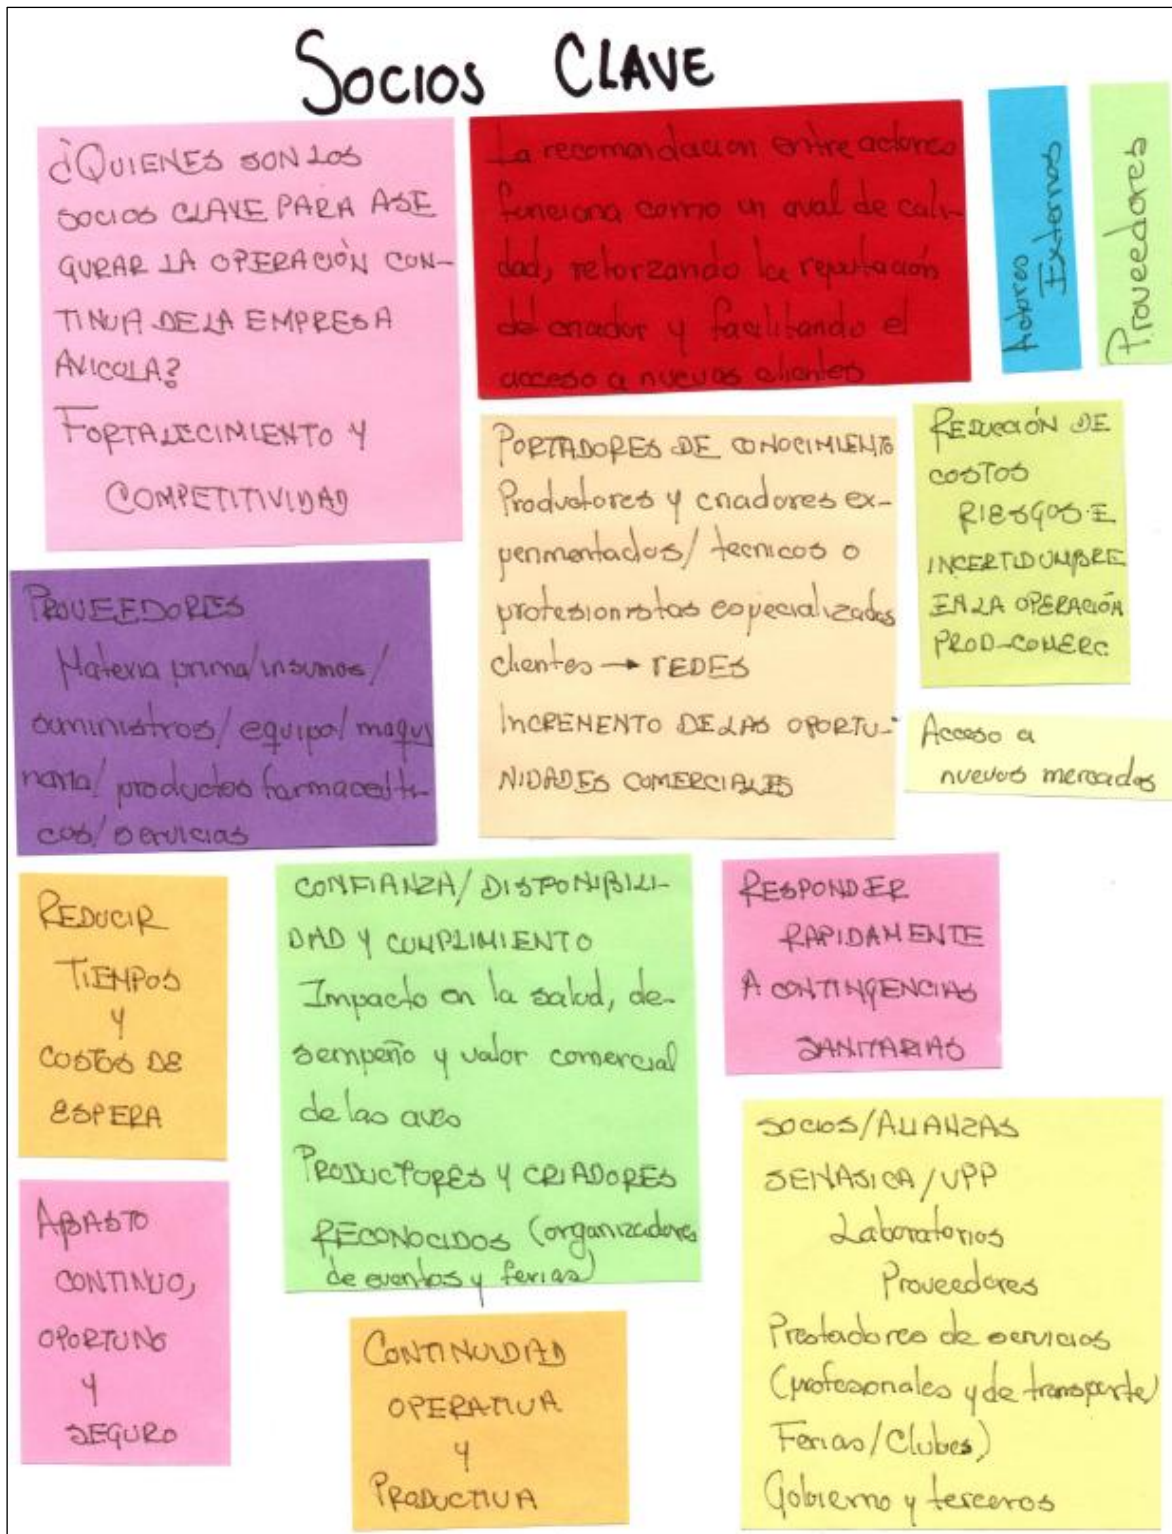 SOCIOS CLAVE
¿QUIENES SON LOS
SOCIOS CLAVE PARA ASE
GURAR LA OPERACIÓN CON-
TINUA DE LA EMPRESA
AVICOLA?
FORTALECIMIENTO Y
COMPETITIVIDAD
La recomendacion entre actores
funciona como un aval de cali-
dad, reforzando la reputación
del criador y facilitando el
acceso a nuevos clientes
Actores
Externos
Proveedores
PORTADORES DE CONOCIMIENTO
Productores y criadores ex-
perimentados/ tecnicos o
profesionistas especializados
clientes → REDES
INCREMENTO DE LAS OPORTU-
NIDADES COMERCIALES
REDUCCIÓN DE
COSTOS
RIESGOS E
INCERTIDUMBRE
EN LA OPERACIÓN
PROD-COMERC
Acceso a
nuevos mercados
PROVEEDORES
Materia prima/insumos/
suministros/ equipo/ maqui
naria/ productos farmaceúti-
cos/ servicios
REDUCIR
TIEMPOS
Y
COSTOS DE
ESPERA
CONFIANZA/ DISPONIBILI-
DAD Y CUMPLIMIENTO
Impacto en la salud, de-
sempeño y valor comercial
de las aves
PRODUCTORES Y CRIADORES
RECONOCIDOS (organizadores
de eventos y ferias)
RESPONDER
RAPIDAMENTE
A CONTINGENCIAS
SANITARIAS
ABASTO
CONTINUO,
OPORTUNO
Y
SEGURO
CONTINUIDAD
OPERATIVA
Y
PRODUCTIVA
SOCIOS/ALIANZAS
SENASICA/UPP
Laboratorios
Proveedores
Prestadores de servicios
(profesonales y de transporte)
Ferias/Clubes)
Gobierno y terceros